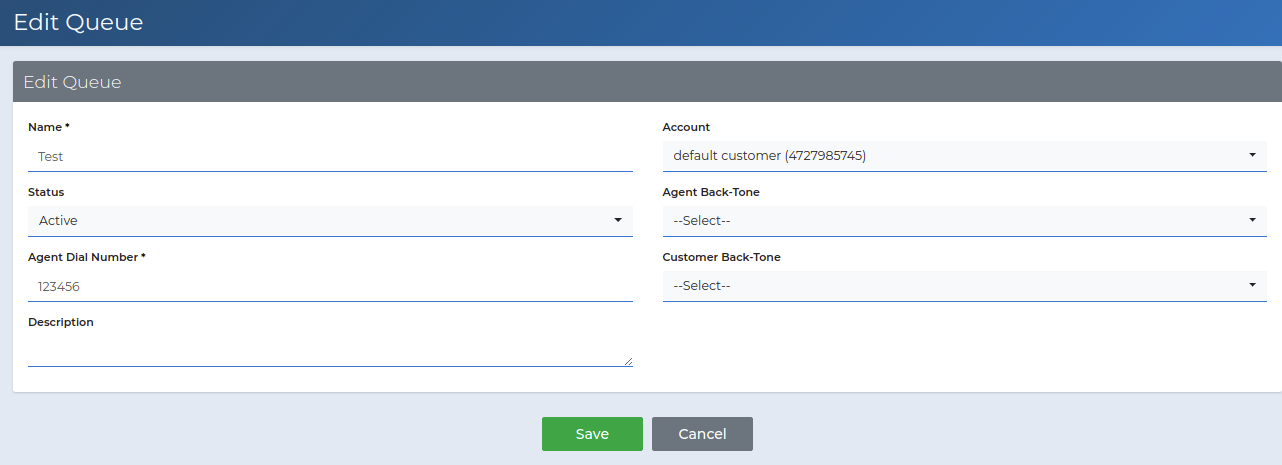 Edit Queue
Edit Queue
Name *
Test
Account
default customer (4727985745)
Status
Active
Agent Back-Tone
--Select--
Agent Dial Number *
123456
Customer Back-Tone
--Select--
Description
Save
Cancel